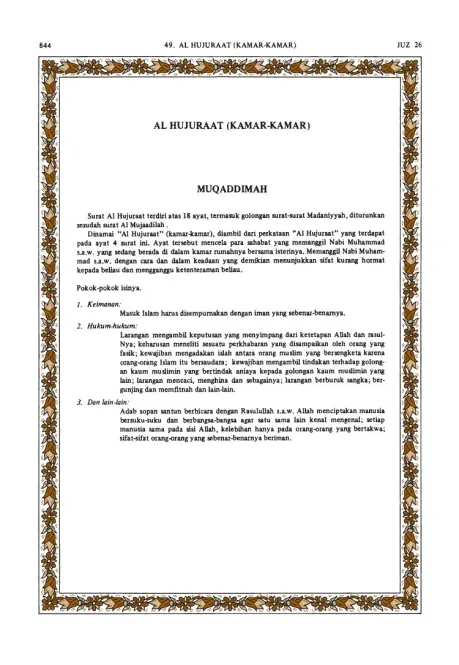 844
49. AL HUJURAAT (KAMAR-KAMAR)
JUZ 26
AL HUJURAAT (KAMAR-KAMAR)
MUQADDIMAH
Surat Al Hujuraat terdiri atas 18 ayat, termasuk golongan surat-surat Madaniyyah, diturunkan
sesudah surat Al Mujaadilah.
Dinamai "Al Hujuraat" (kamar-kamar), diambil dari perkataan "Al Hujuraat" yang terdapat
pada ayat 4 surat ini. Ayat tersebut mencela para sahabat yang memanggil Nabi Muhammad
s.a.w. yang sedang berada di dalam kamar rumahnya bersama isterinya. Memanggil Nabi Muham-
mad s.a.w. dengan cara dan dalam keadaan yang demikian menunjukkan sifat kurang hormat
kepada beliau dan mengganggu ketenteraman beliau.
Pokok-pokok isinya.
1. Keimanan:
Masuk Islam harus disempurnakan dengan iman yang sebenar-benarnya.
2. Hukum-hukum:
Larangan mengambil keputusan yang menyimpang dari ketetapan Allah dan rasul-
Nya; keharusan meneliti sesuatu perkhabaran yang disampaikan oleh orang yang
fasik; kewajiban mengadakan islah antara orang muslim yang bersengketa karena
orang-orang Islam itu bersaudara; kewajiban mengambil tindakan terhadap golong-
an kaum muslimin yang bertindak aniaya kepada golongan kaum muslimin yang
lain; larangan mencaci, menghina dan sebagainya; larangan berburuk sangka; ber-
gunjing dan memfitnah dan lain-lain.
3. Dan lain-lain:
Adab sopan santun berbicara dengan Rasulullah s.a.w. Allah menciptakan manusia
bersuku-suku dan berbangsa-bangsa agar satu sama lain kenal mengenal; setiap
manusia sama pada sisi Allah, kelebihan hanya pada orang-orang yang bertakwa;
sifat-sifat orang-orang yang sebenar-benarnya beriman.